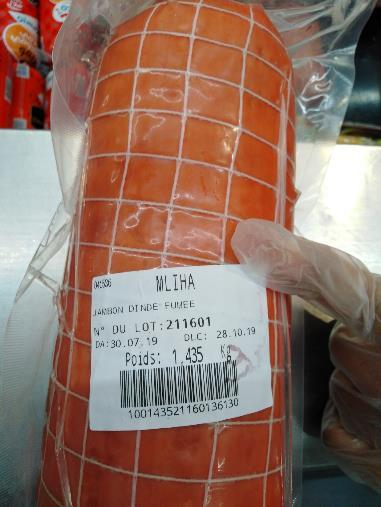 MLIHA
JAMBON DINDE FUMEE
N° DU LOT:211601
DA:30.07.19 DLC: 28.10.19
Poids: 1,435 Kg
100143521160136130